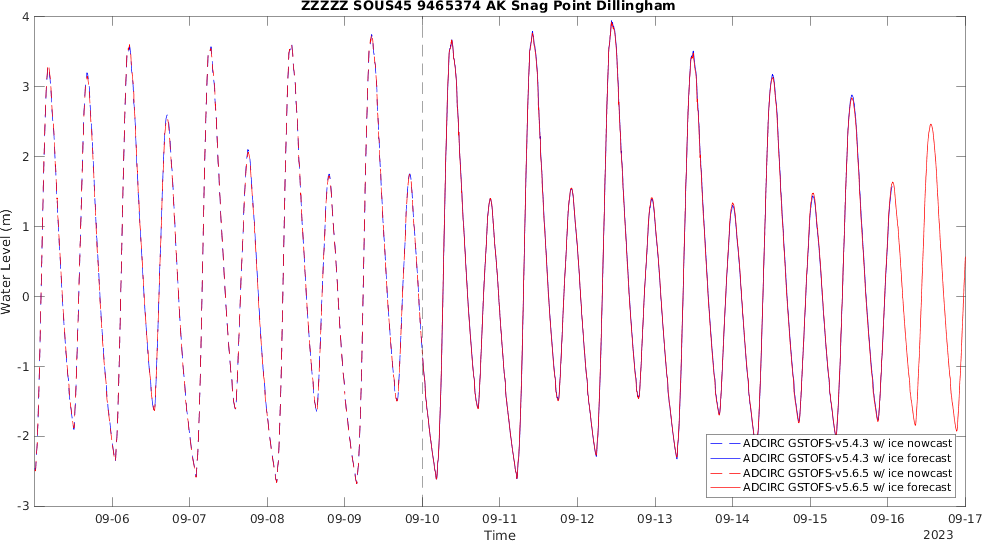 ZZZZZ SOUS45 9465374 AK Snag Point Dillingham
Water Level (m)
4
3
2
1
0
-1
-2
-3
ADCIRC GSTOFS-v5.4.3 w/ ice nowcast
ADCIRC GSTOFS-v5.4.3 w/ ice forecast
ADCIRC GSTOFS-v5.6.5 w/ ice nowcast
ADCIRC GSTOFS-v5.6.5 w/ ice forecast
09-06 09-07 09-08 09-09 09-10 09-11 09-12 09-13 09-14 09-15 09-16 09-17
Time
2023